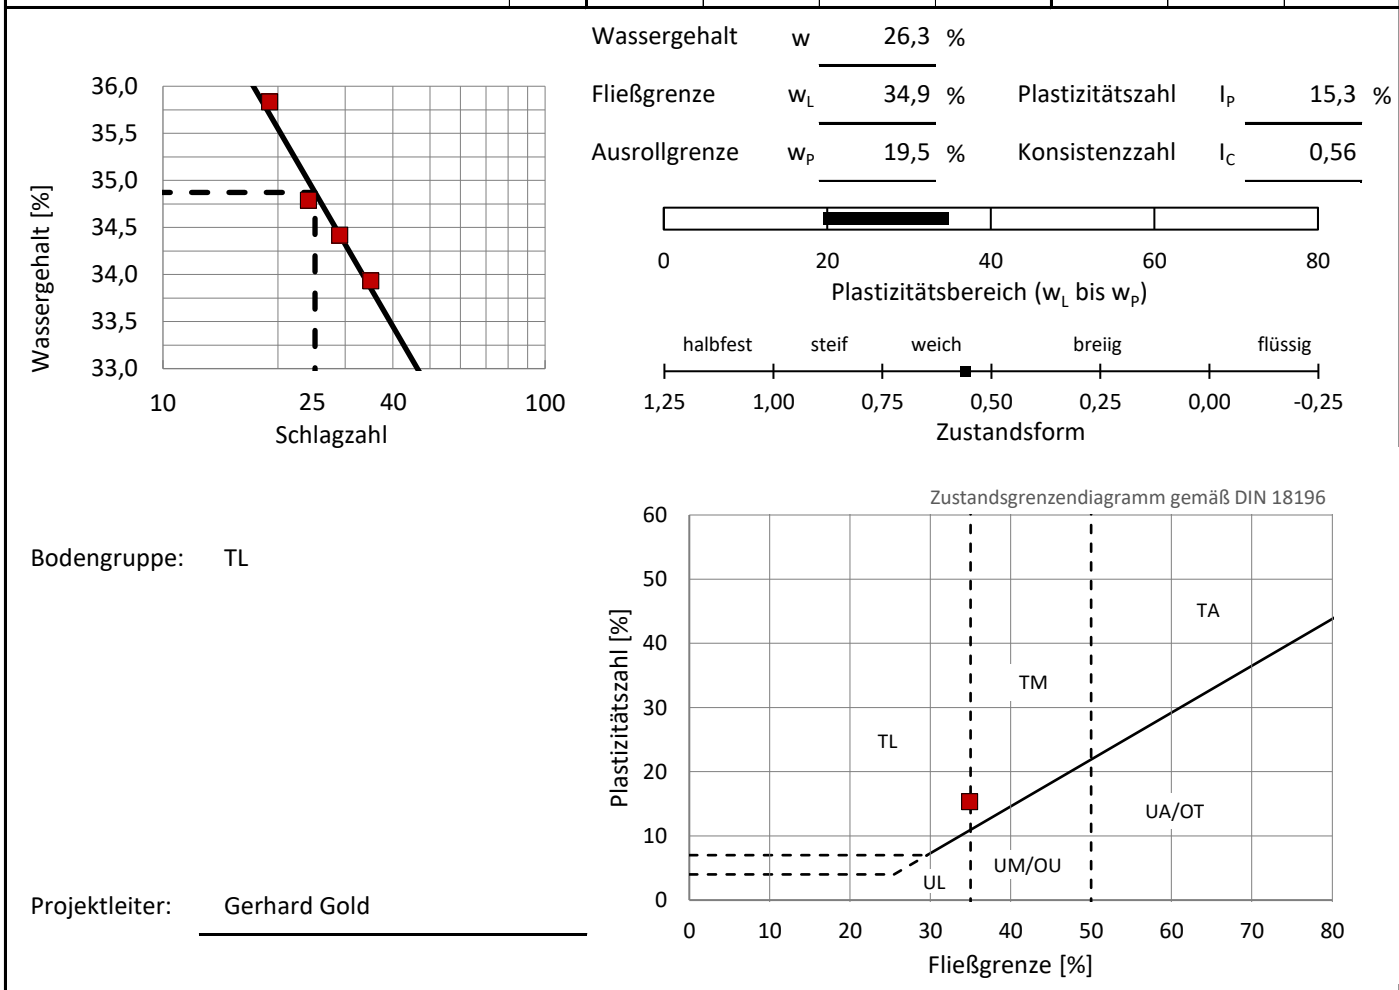 Wassergehalt w 26,3 %
Fließgrenze wL 34,9 % Plastizitätszahl IP 15,3 %
Ausrollgrenze wP 19,5 % Konsistenzzahl IC 0,56
36,0
35,5
35,0
34,5
34,0
33,5
33,0
Wassergehalt [%]
10 25 40 100
Schlagzahl
0 20 40 60 80
Plastizitätsbereich (wL bis wP)
halbfest steif weich breiig flüssig
1,25 1,00 0,75 0,50 0,25 0,00 -0,25
Zustandsform
Bodengruppe: TL
Zustandsgrenzendiagramm gemäß DIN 18196
60
50
40
30
20
10
0
Plastizitätszahl [%]
TA
TM
TL
UA/OT
UM/OU
UL
0 10 20 30 40 50 60 70 80
Fließgrenze [%]
Projektleiter: Gerhard Gold